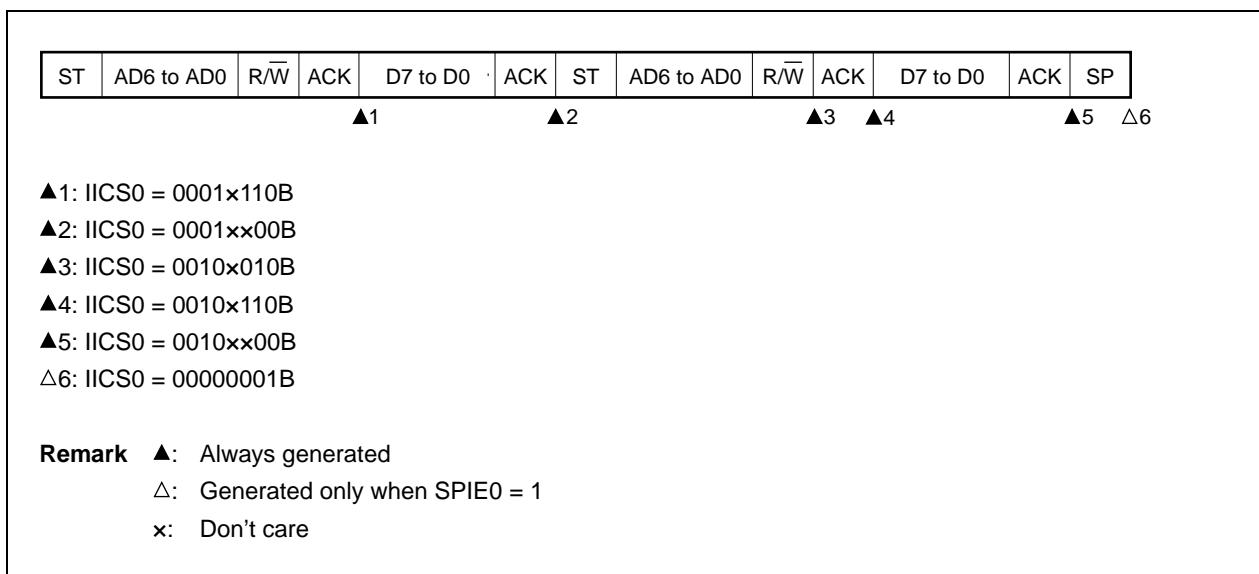 ST AD6 to AD0 R/W̅ ACK D7 to D0 ACK ST AD6 to AD0 R/W̅ ACK D7 to D0 ACK SP
▲1 ▲2 ▲3 ▲4 ▲5 △6
▲1: IICS0 = 0001×110B
▲2: IICS0 = 0001××00B
▲3: IICS0 = 0010×010B
▲4: IICS0 = 0010×110B
▲5: IICS0 = 0010××00B
△6: IICS0 = 00000001B
Remark ▲: Always generated
△: Generated only when SPIE0 = 1
×: Don't care